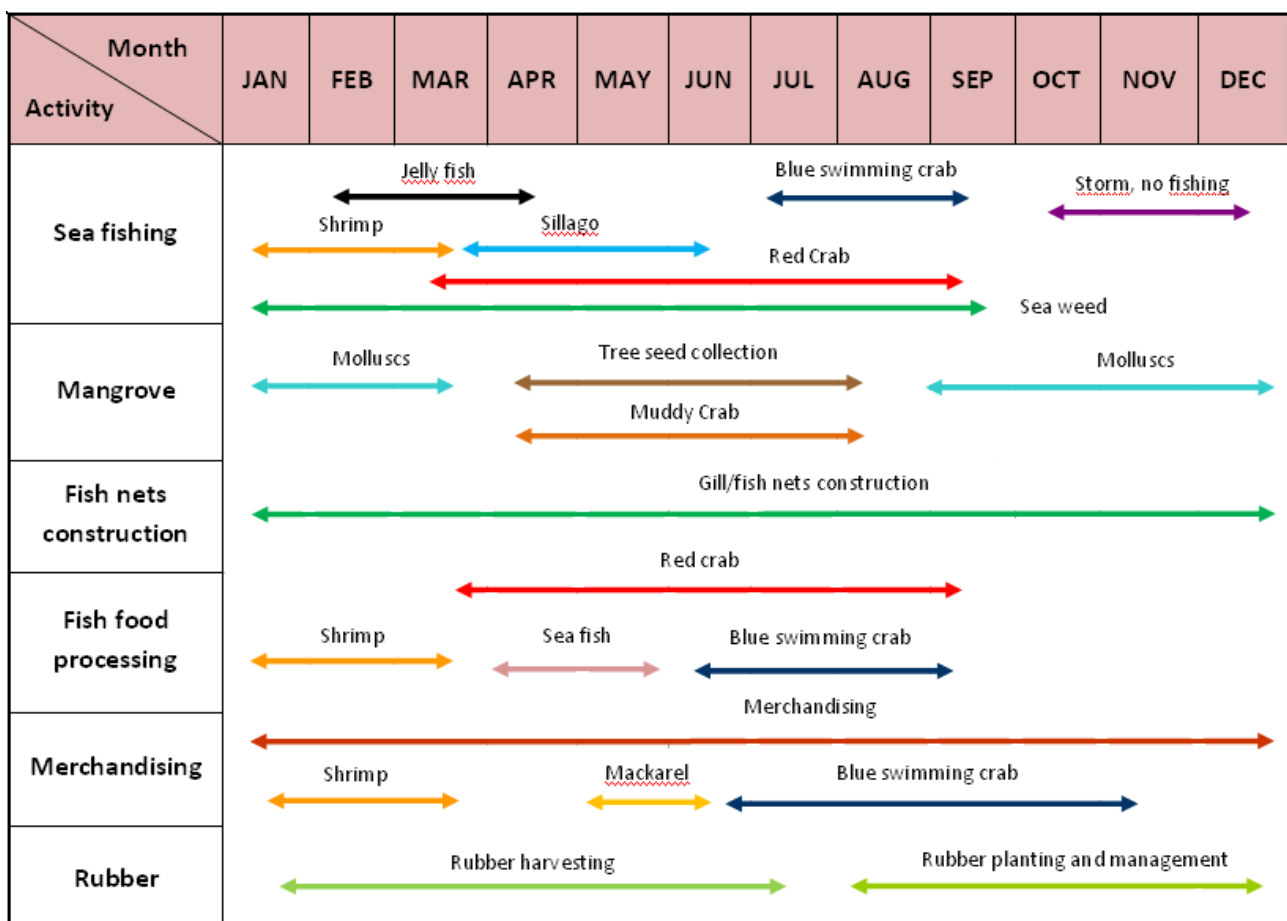 Month
Activity
JAN FEB MAR APR MAY JUN JUL AUG SEP OCT NOV DEC
Sea fishing
Jelly fish
Blue swimming crab
Storm, no fishing
Shrimp
Sillago
Red Crab
Sea weed
Mangrove
Molluscs
Tree seed collection
Molluscs
Muddy Crab
Fish nets
construction
Gill/fish nets construction
Fish food
processing
Red crab
Shrimp
Sea fish
Blue swimming crab
Merchandising
Merchandising
Shrimp
Mackarel
Blue swimming crab
Rubber
Rubber harvesting
Rubber planting and management